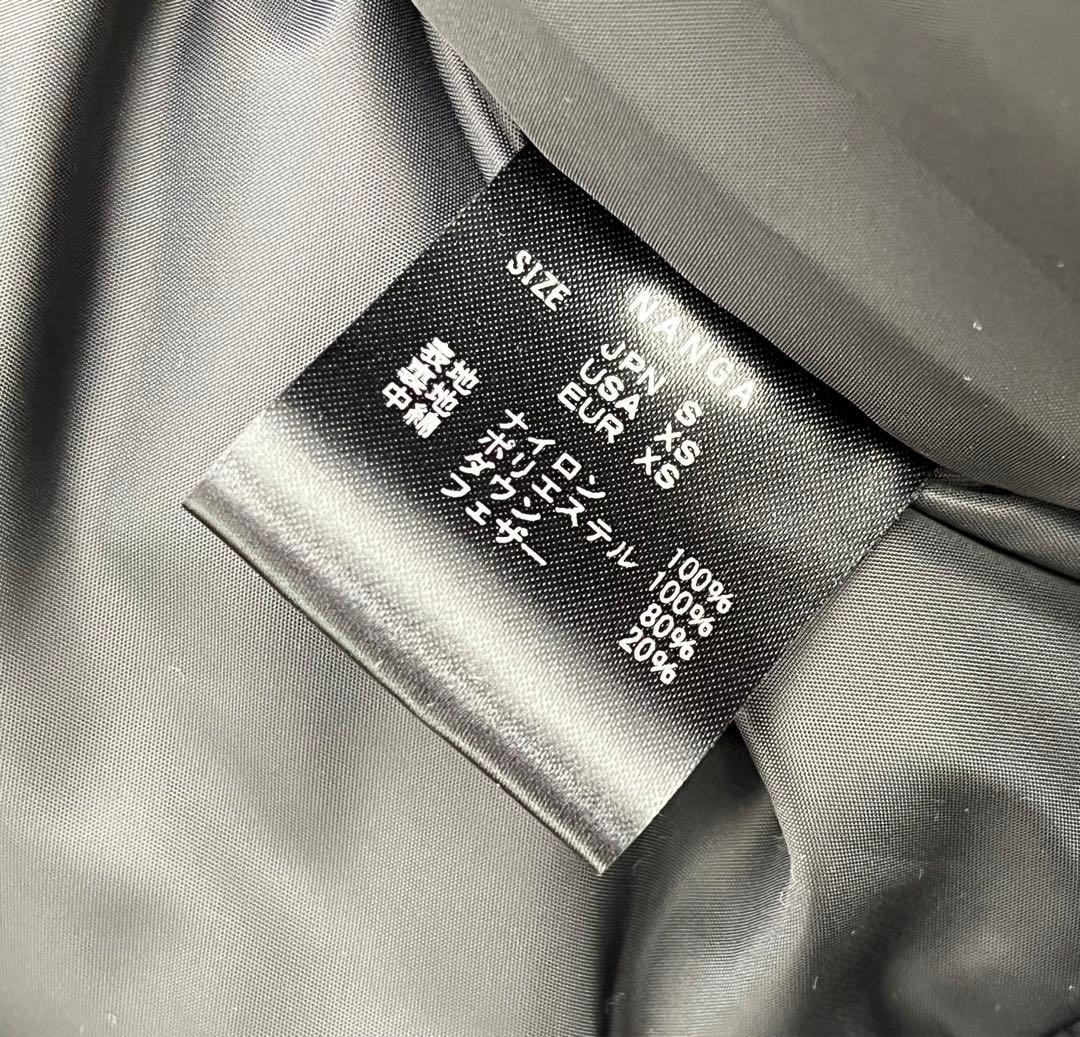 NANGA
SIZE JPN S
USA XS
EUR XS
表地 ナイロン 100%
裏地 ポリエステル 100%
中綿 ダウン 80%
フェザー 20%